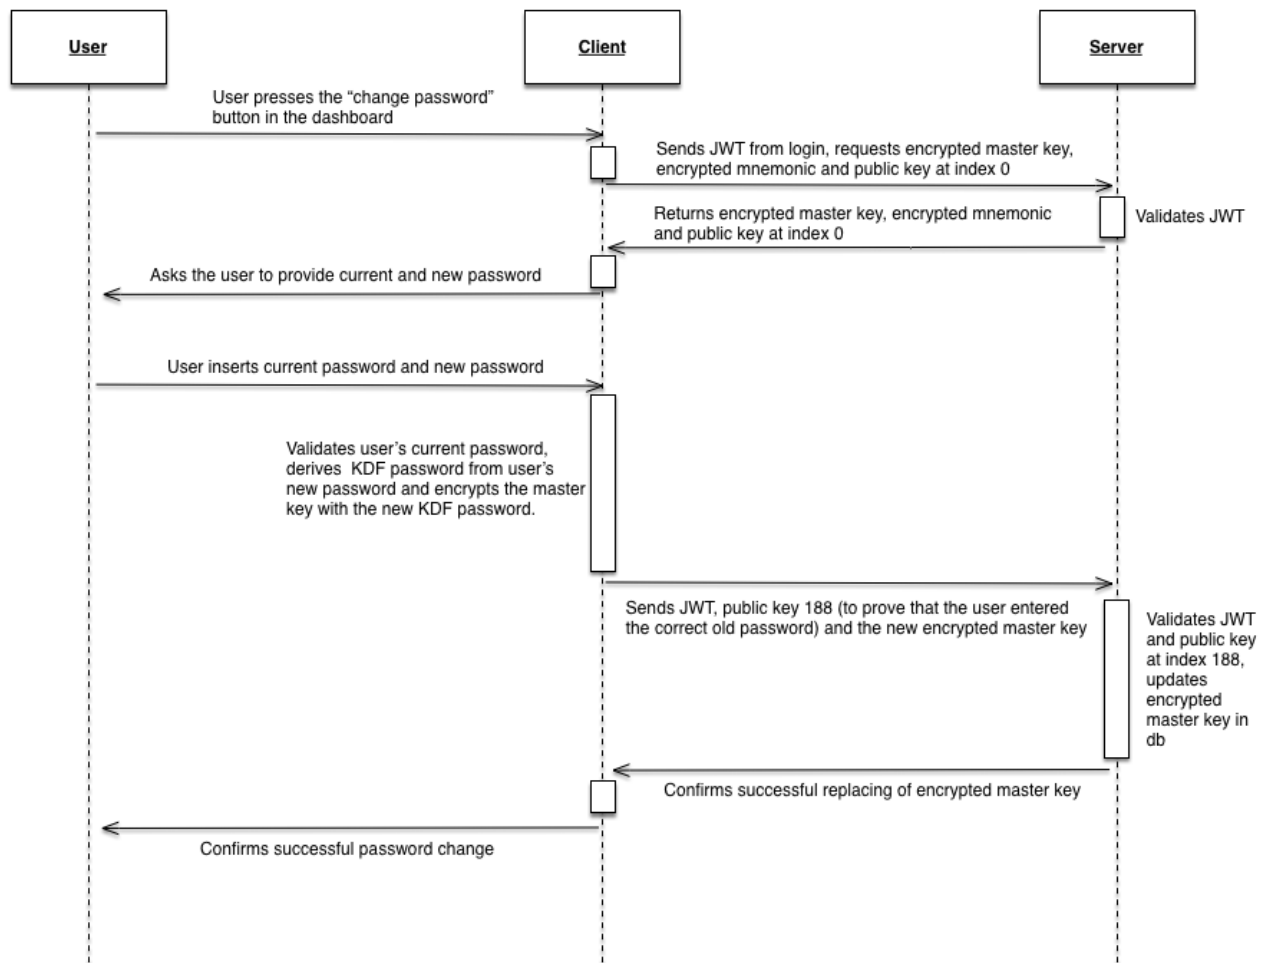 User
Client
Server
User presses the “change password”
button in the dashboard
Sends JWT from login, requests encrypted master key,
encrypted mnemonic and public key at index 0
Validates JWT
Returns encrypted master key, encrypted mnemonic
and public key at index 0
Asks the user to provide current and new password
User inserts current password and new password
Validates user’s current password,
derives  KDF password from user’s
new password and encrypts the master
key with the new KDF password.
Sends JWT, public key 188 (to prove that the user entered
the correct old password) and the new encrypted master key
Validates JWT
and public key
at index 188,
updates
encrypted
master key in
db
Confirms successful replacing of encrypted master key
Confirms successful password change